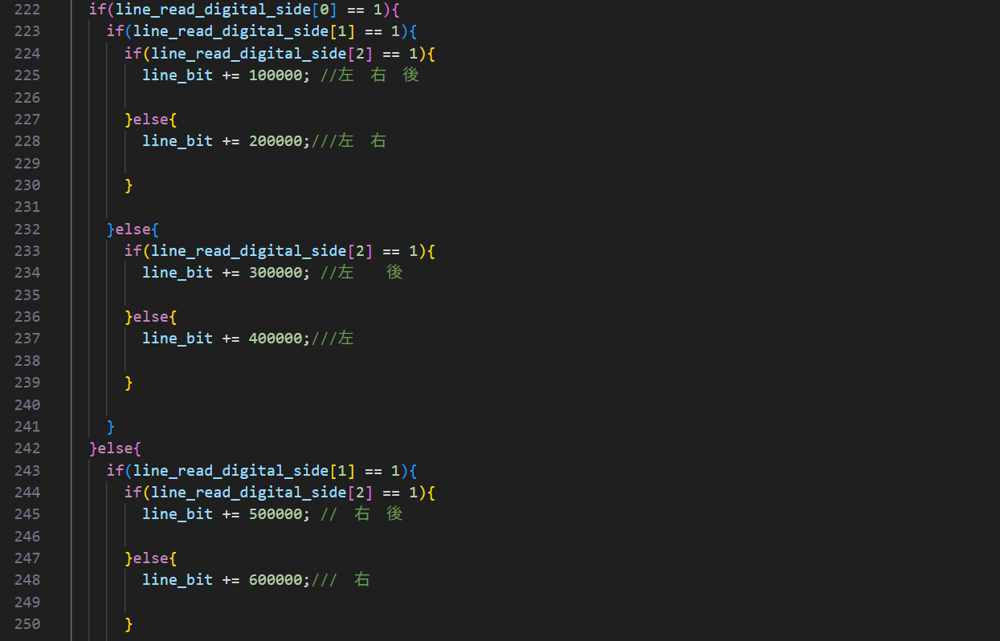 222 if(line_read_digital_side[0] == 1){
223 if(line_read_digital_side[1] == 1){
224 if(line_read_digital_side[2] == 1){
225 line_bit += 100000; //左 右 後
226
227 }else{
228 line_bit += 200000;///左 右
229
230 }
231
232 }else{
233 if(line_read_digital_side[2] == 1){
234 line_bit += 300000; //左 後
235
236 }else{
237 line_bit += 400000;///左
238
239 }
240
241 }
242 }else{
243 if(line_read_digital_side[1] == 1){
244 if(line_read_digital_side[2] == 1){
245 line_bit += 500000; // 右 後
246
247 }else{
248 line_bit += 600000;/// 右
249
250 }